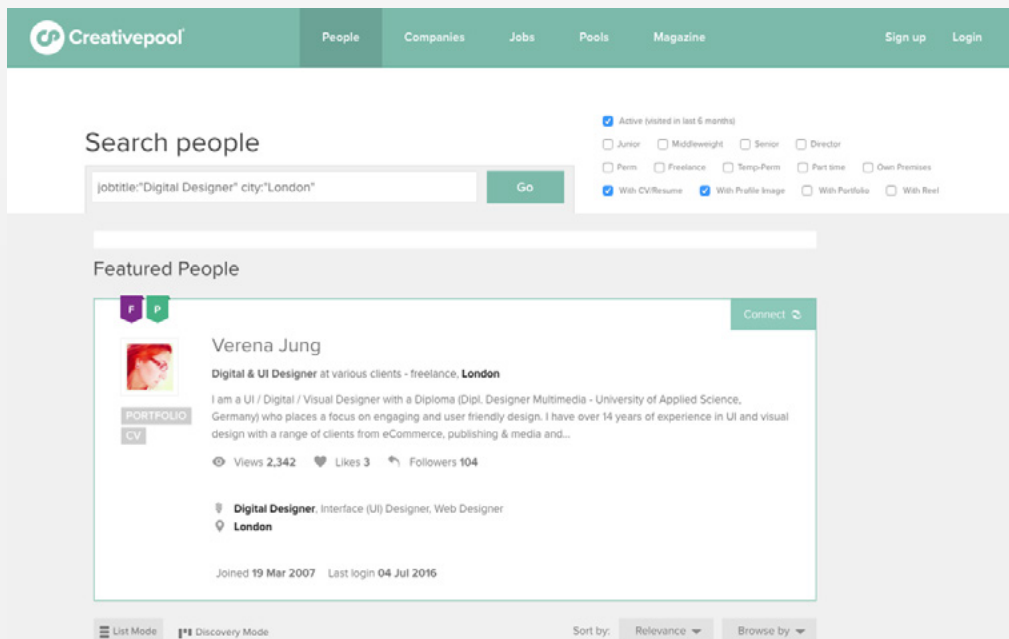 Creativepool
People Companies Jobs Pools Magazine Sign up Login
Search people
jobtitle:"Digital Designer" city:"London"
Go
Active (visited in last 6 months)
Junior Middleweight Senior Director
Perm Freelance Temp-Perm Part time Own Premises
With CV/Resume With Profile Image With Portfolio With Reel
Featured People
F P
Connect
Verena Jung
Digital & UI Designer at various clients - freelance, London
I am a UI / Digital / Visual Designer with a Diploma (Dipl. Designer Multimedia - University of Applied Science,
Germany) who places a focus on engaging and user friendly design. I have over 14 years of experience in UI and visual
design with a range of clients from eCommerce, publishing & media and...
PORTFOLIO
CV
Views 2,342 Likes 3 Followers 104
Digital Designer, Interface (UI) Designer, Web Designer
London
Joined 19 Mar 2007 Last login 04 Jul 2016
List Mode Discovery Mode Sort by: Relevance Browse by